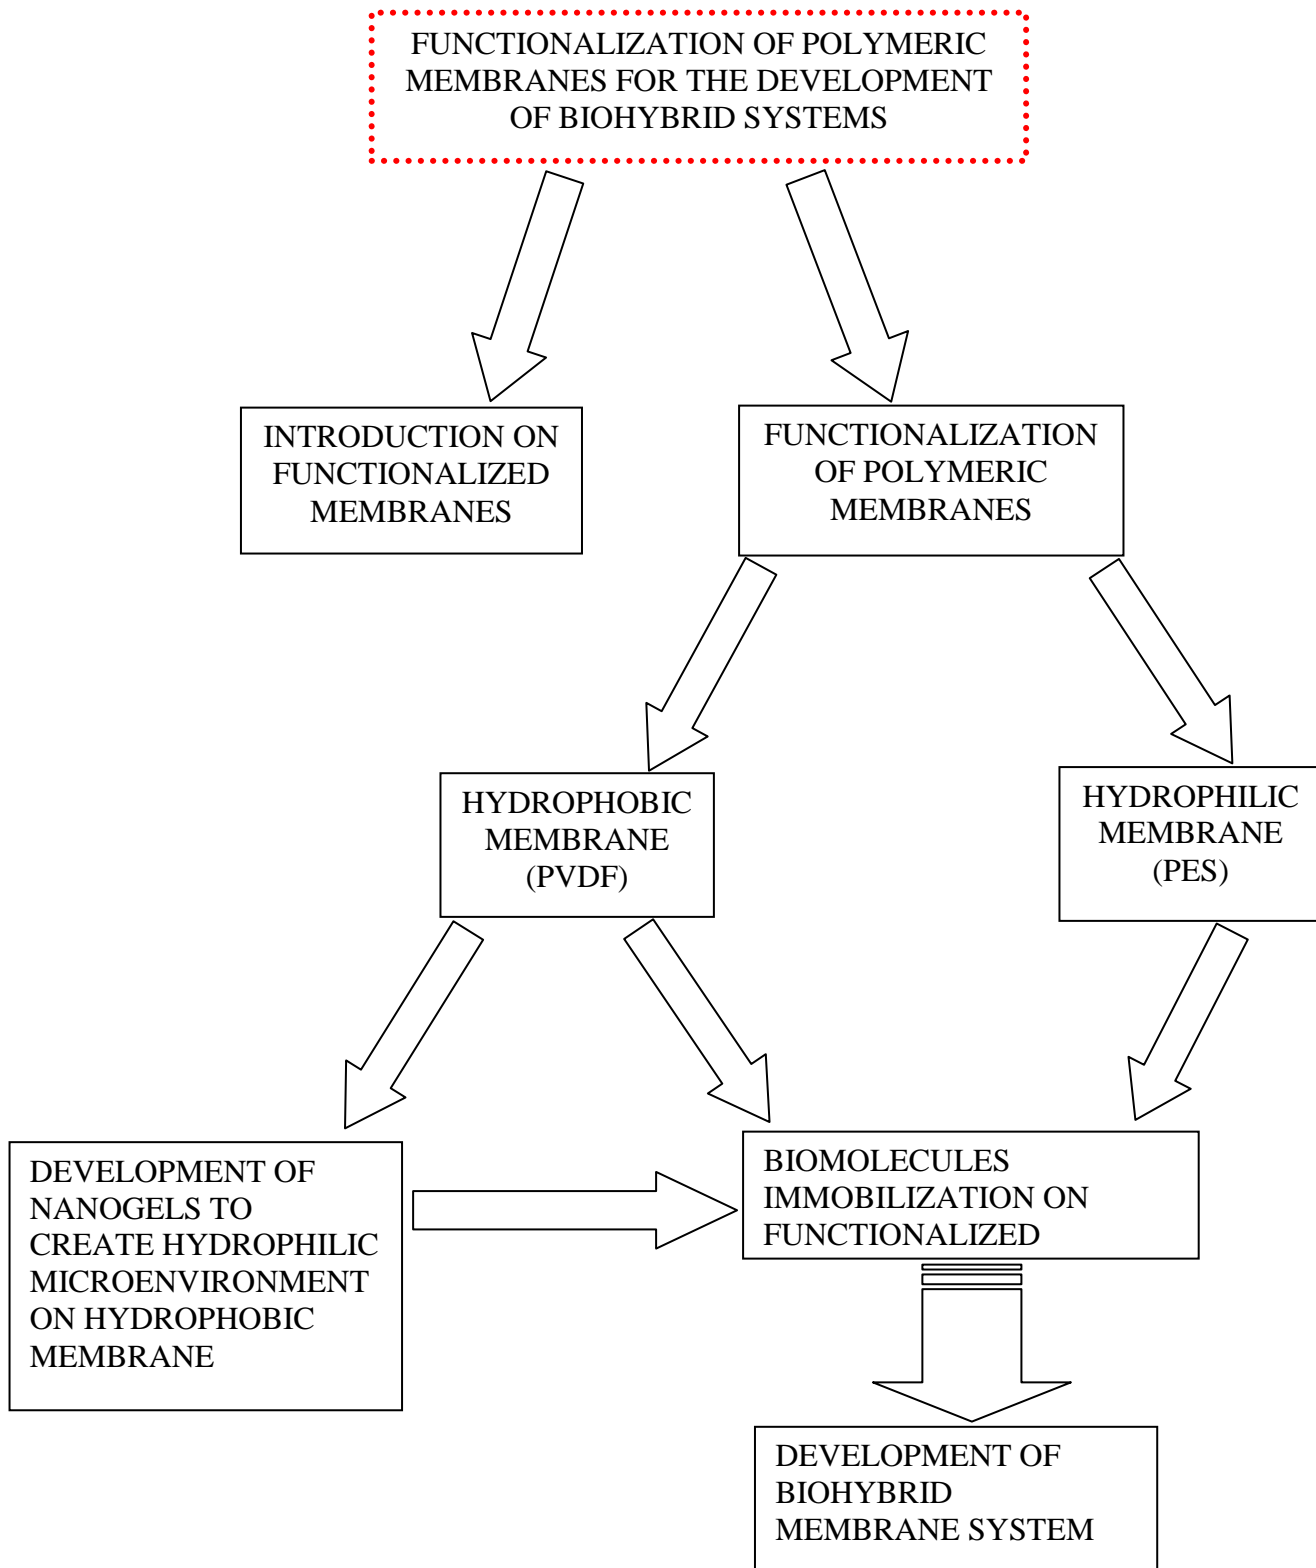 FUNCTIONALIZATION OF POLYMERIC
MEMBRANES FOR THE DEVELOPMENT
OF BIOHYBRID SYSTEMS
INTRODUCTION ON
FUNCTIONALIZED
MEMBRANES
FUNCTIONALIZATION
OF POLYMERIC
MEMBRANES
HYDROPHOBIC
MEMBRANE
(PVDF)
HYDROPHILIC
MEMBRANE
(PES)
DEVELOPMENT OF
NANOGELS TO
CREATE HYDROPHILIC
MICROENVIRONMENT
ON HYDROPHOBIC
MEMBRANE
BIOMOLECULES
IMMOBILIZATION ON
FUNCTIONALIZED
DEVELOPMENT OF
BIOHYBRID
MEMBRANE SYSTEM